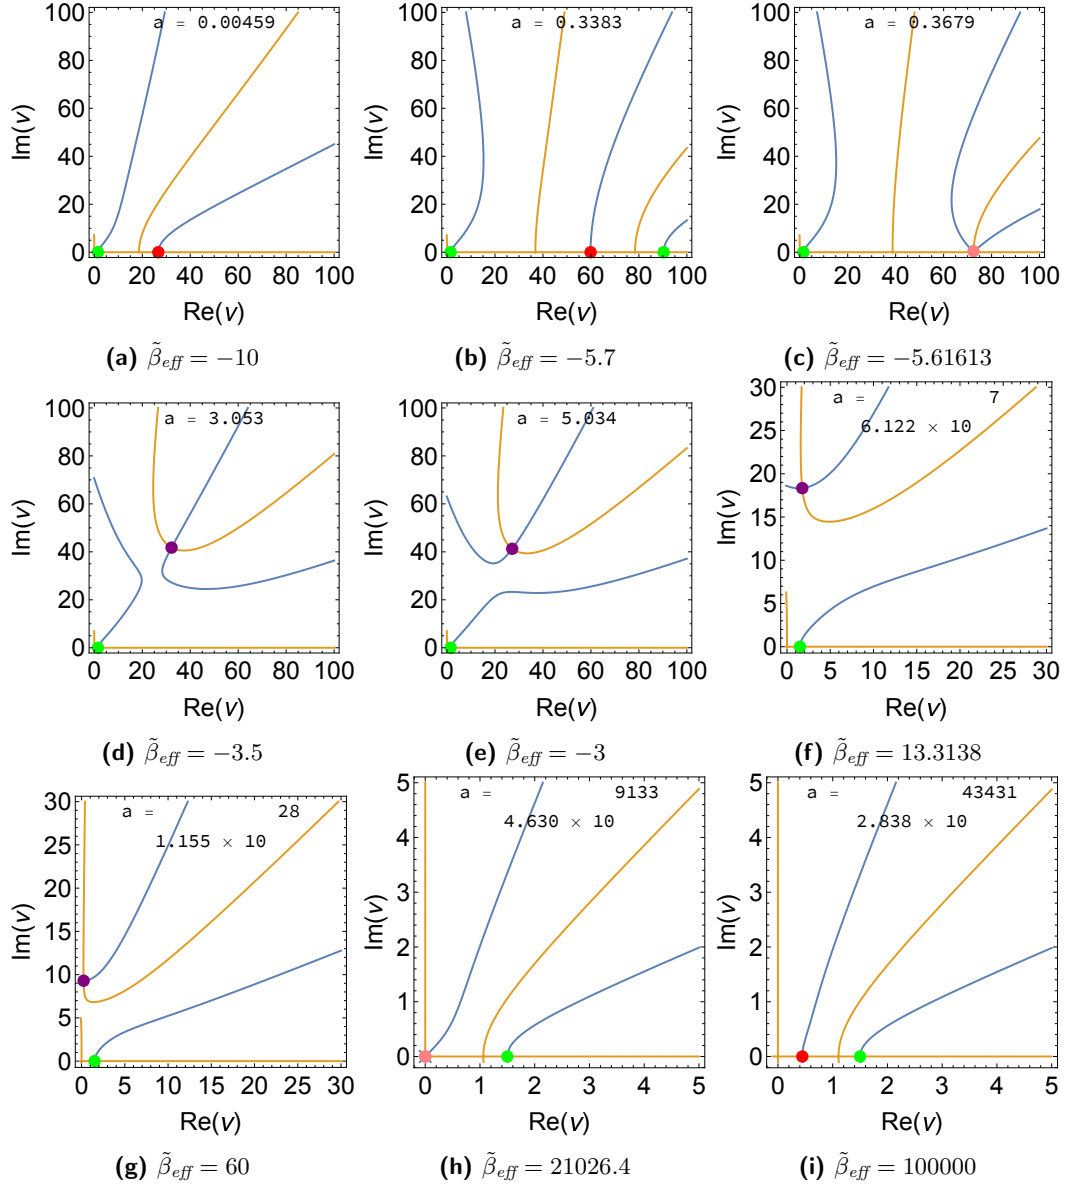 a = 0.00459
100
80
60
40
20
0
Im(v)
0 20 40 60 80 100
Re(v)
(a) β̃eff = −10
a = 0.3383
100
80
60
40
20
0
Im(v)
0 20 40 60 80 100
Re(v)
(b) β̃eff = −5.7
a = 0.3679
100
80
60
40
20
0
Im(v)
0 20 40 60 80 100
Re(v)
(c) β̃eff = −5.61613
a = 3.053
100
80
60
40
20
0
Im(v)
0 20 40 60 80 100
Re(v)
(d) β̃eff = −3.5
a = 5.034
100
80
60
40
20
0
Im(v)
0 20 40 60 80 100
Re(v)
(e) β̃eff = −3
a = 7
6.122 × 10
30
25
20
15
10
5
0
Im(v)
0 5 10 15 20 25 30
Re(v)
(f) β̃eff = 13.3138
a = 28
1.155 × 10
30
25
20
15
10
5
0
Im(v)
0 5 10 15 20 25 30
Re(v)
(g) β̃eff = 60
a = 9133
4.630 × 10
5
4
3
2
1
0
Im(v)
0 1 2 3 4 5
Re(v)
(h) β̃eff = 21026.4
a = 43431
2.838 × 10
5
4
3
2
1
0
Im(v)
0 1 2 3 4 5
Re(v)
(i) β̃eff = 100000